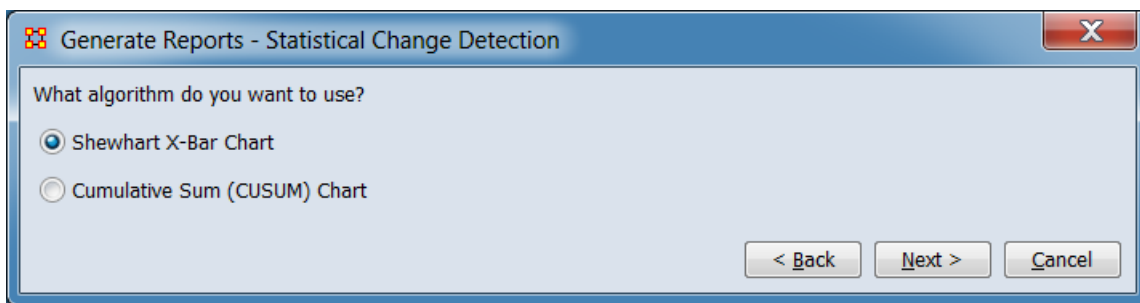 Generate Reports - Statistical Change Detection
X
What algorithm do you want to use?
Shewhart X-Bar Chart
Cumulative Sum (CUSUM) Chart
< Back Next > Cancel